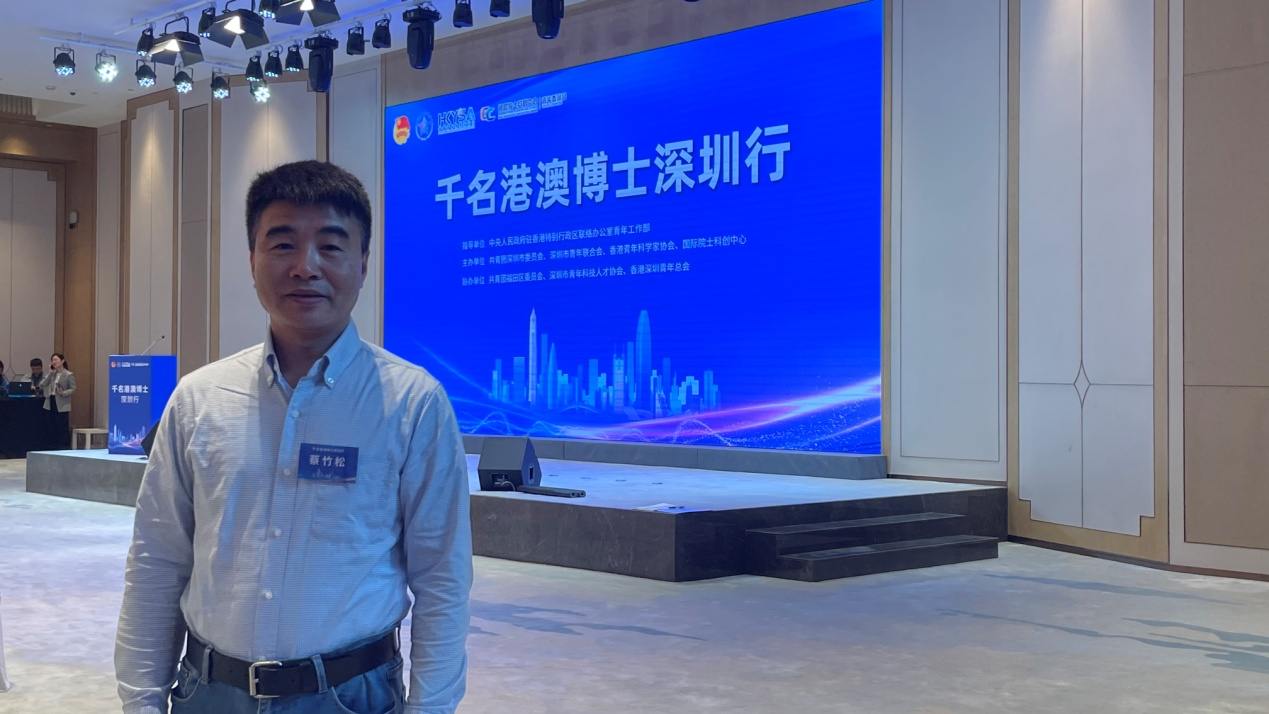 HKYSA
千名港澳博士深圳行
指导单位 中央人民政府驻香港特别行政区联络办公室青年工作部
主办单位 共青团深圳市委员会、深圳市青年联合会、香港青年科学家协会、国际院士科创中心
协办单位 共青团福田区委员会、深圳市青年科技人才协会、香港深圳青年总会
千名港澳博士
深圳行
蔡竹松